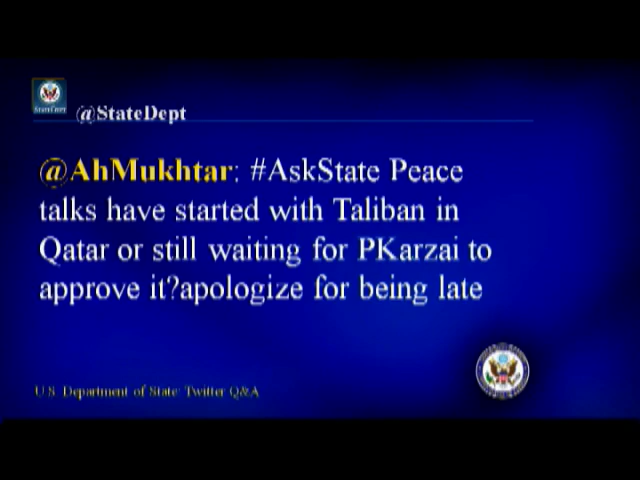 @StateDept
@AhMukhtar: #AskState Peace
talks have started with Taliban in
Qatar or still waiting for PKarzai to
approve it?apologize for being late
U.S. Department of State: Twitter Q&A